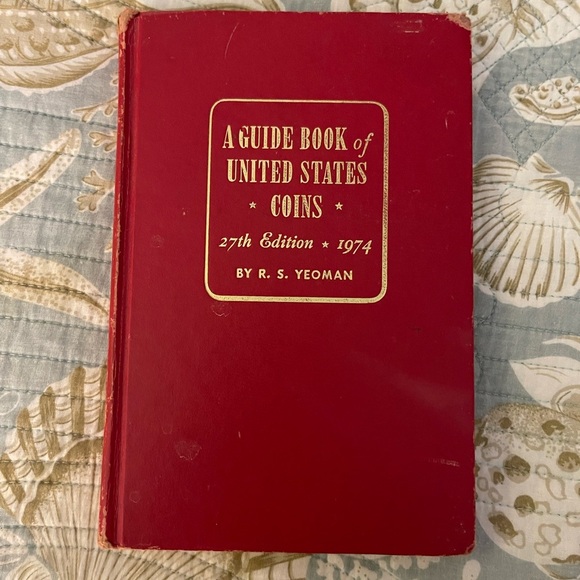 A GUIDE BOOK of
UNITED STATES
★ COINS ★
27th Edition ★ 1974
BY R. S. YEOMAN